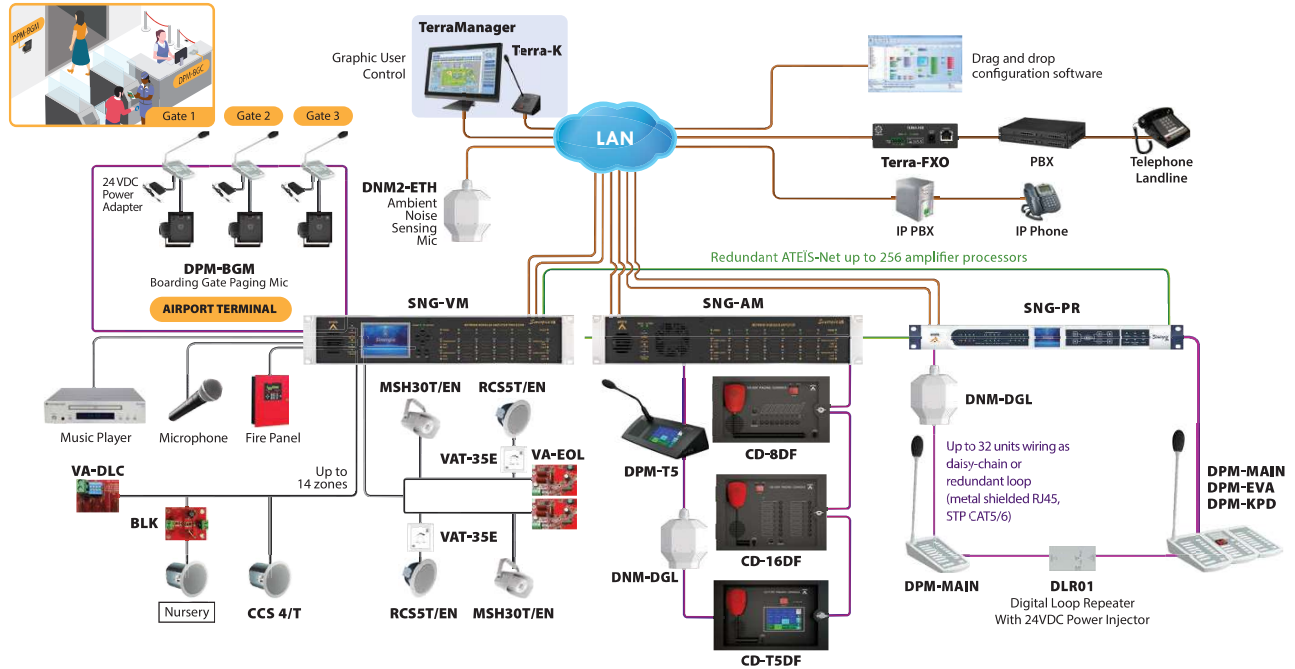 DPM-BGM
DPM-BGC
Gate 1
Gate 2
Gate 3
24 VDC
Power
Adapter
DPM-BGM
Boarding Gate Paging Mic
AIRPORT TERMINAL
TerraManager
Terra-K
Graphic User
Control
LAN
DNM2-ETH
Ambient
Noise
Sensing
Mic
Drag and drop
configuration software
Terra-FXO
PBX
Telephone
Landline
IP PBX
IP Phone
Redundant ATEÏS-Net up to 256 amplifier processors
SNG-VM
SNG-AM
SNG-PR
Music Player
Microphone
Fire Panel
Up to
14 zones
VA-DLC
BLK
Nursery
CCS 4/T
MSH30T/EN
RCS5T/EN
VAT-35E
VA-EOL
VAT-35E
RCS5T/EN
MSH30T/EN
DPM-T5
DNM-DGL
CD-8DF
CD-16DF
CD-T5DF
DNM-DGL
Up to 32 units wiring as
daisy-chain or
redundant loop
(metal shielded RJ45,
STP CAT5/6)
DPM-MAIN
DPM-EVA
DPM-KPD
DPM-MAIN
DLR01
Digital Loop Repeater
With 24VDC Power Injector